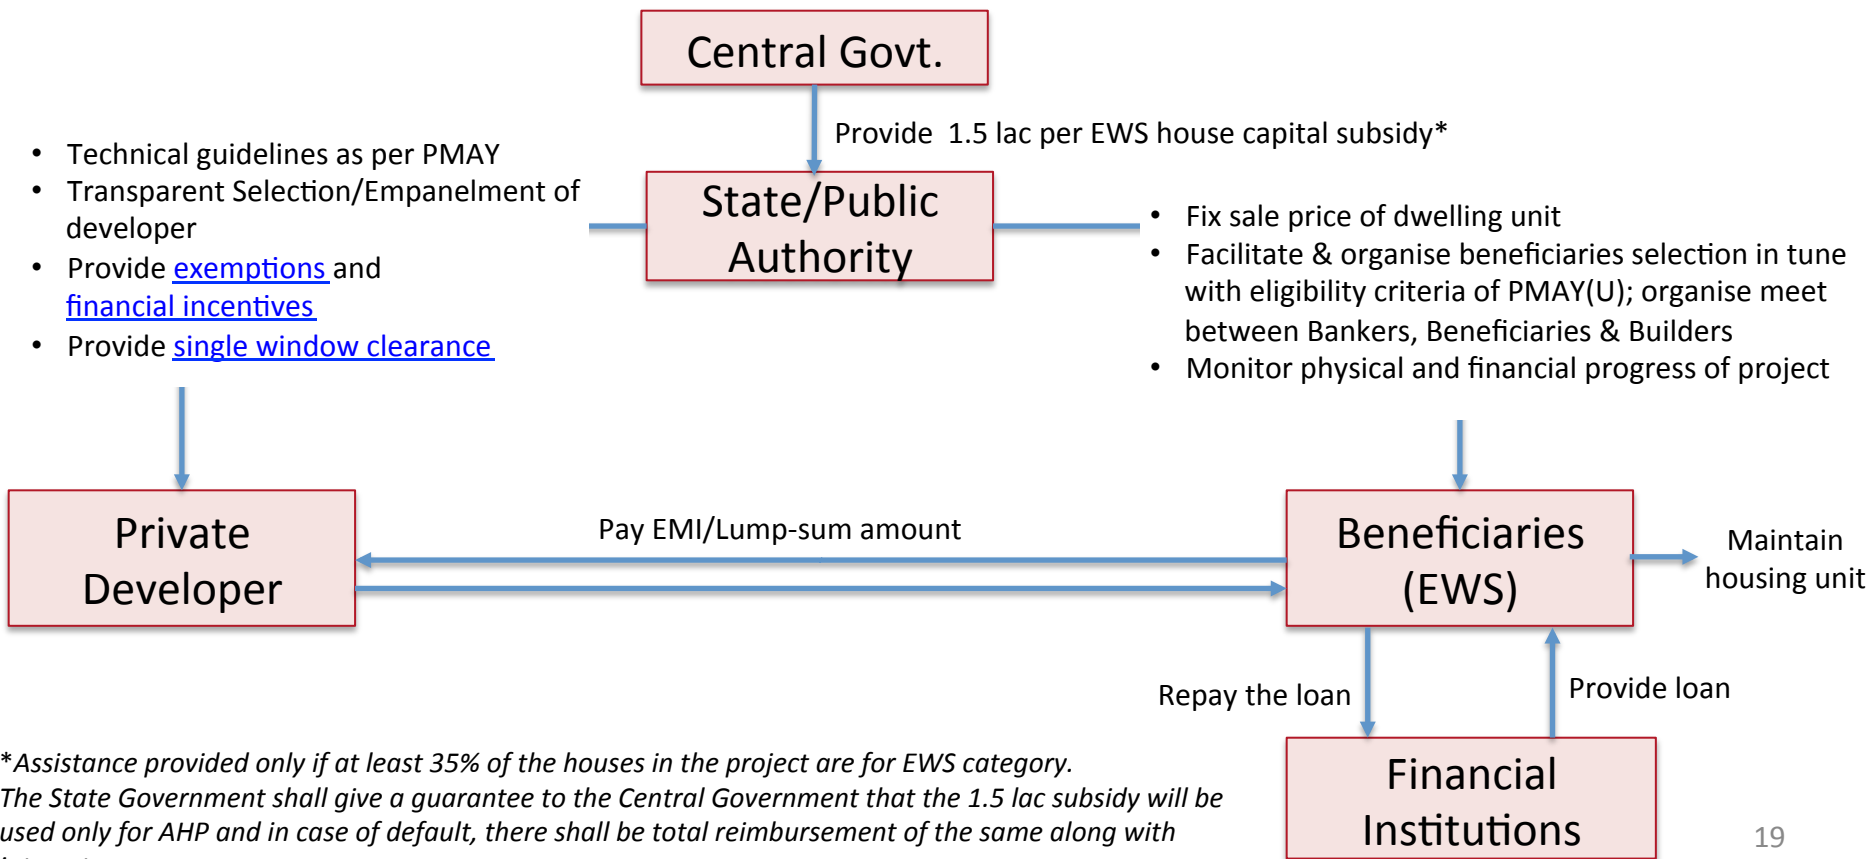 Central Govt.
Provide  1.5 lac per EWS house capital subsidy*
• Technical guidelines as per PMAY
• Transparent Selection/Empanelment of
developer
• Provide exemptions and
financial incentives
• Provide single window clearance
State/Public
Authority
• Fix sale price of dwelling unit
• Facilitate & organise beneficiaries selection in tune
with eligibility criteria of PMAY(U); organise meet
between Bankers, Beneficiaries & Builders
• Monitor physical and financial progress of project
Private
Developer
Pay EMI/Lump-sum amount
Beneficiaries
(EWS)
Maintain
housing unit
Repay the loan
Provide loan
Financial
Institutions
*Assistance provided only if at least 35% of the houses in the project are for EWS category.
The State Government shall give a guarantee to the Central Government that the 1.5 lac subsidy will be
used only for AHP and in case of default, there shall be total reimbursement of the same along with
19